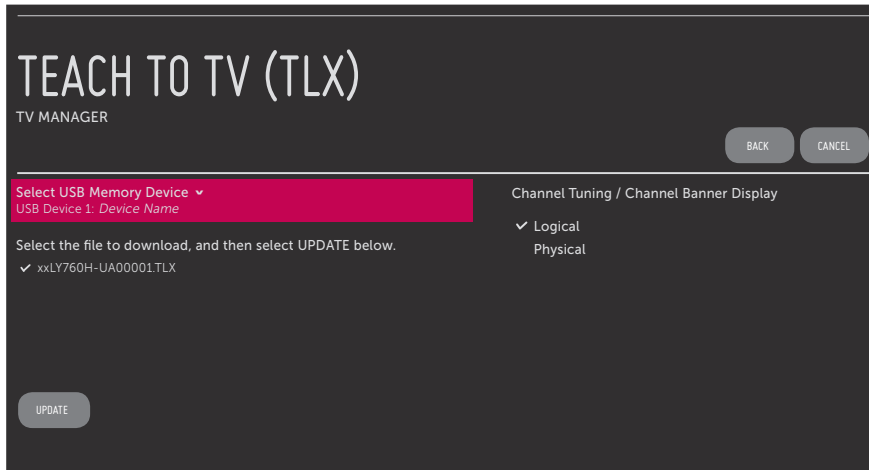 TEACH TO TV (TLX)
TV MANAGER
BACK
CANCEL
Select USB Memory Device
USB Device 1: Device Name
Select the file to download, and then select UPDATE below.
xxLY760H-UA00001.TLX
UPDATE
Channel Tuning / Channel Banner Display
Logical
Physical